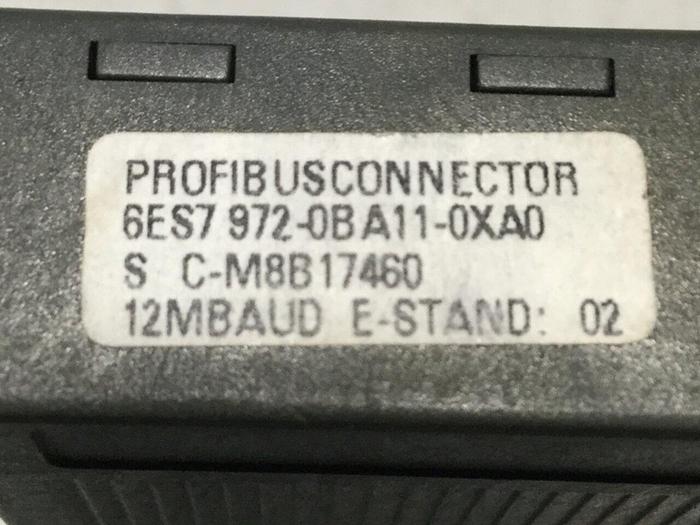 PROFIBUSCONNECTOR
6ES7 972-0BA11-0XA0
S C-M8B17460
12MBAUD E-STAND: 02